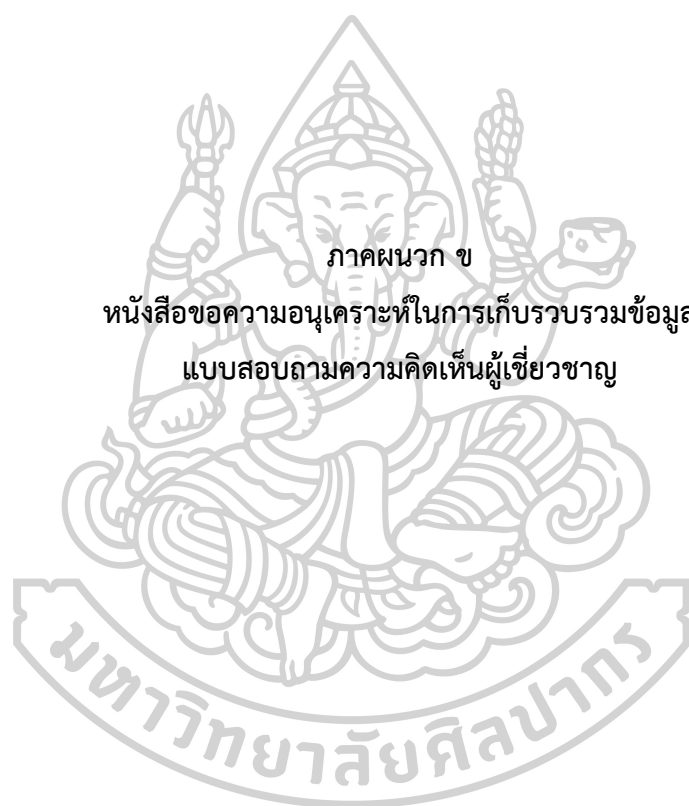 ภาคผนวก ข
หนังสือขอความอนุเคราะห์ในการเก็บรวบรวมข้อมูล
แบบสอบถามความคิดเห็นผู้เชี่ยวชาญ
มหาวิทยาลัยศิลปากร